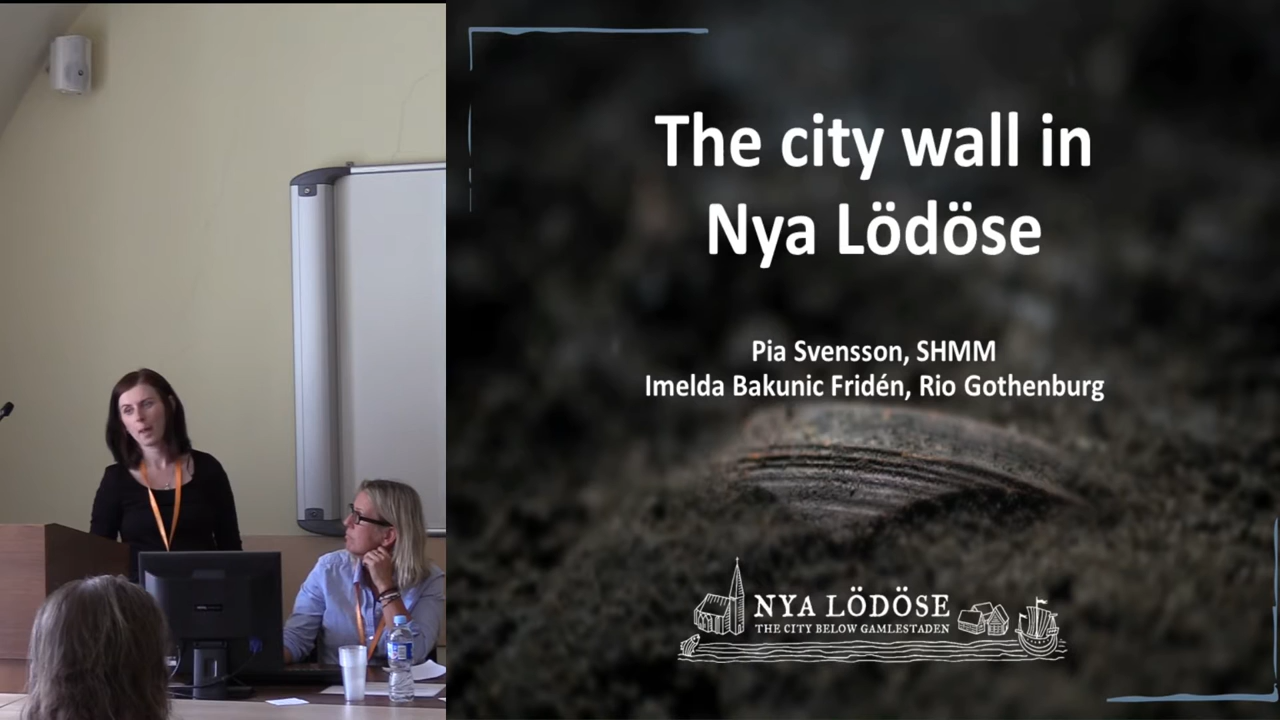 The city wall in
Nya Lödöse
Pia Svensson, SHMM
Imelda Bakunic Fridén, Rio Gothenburg
NYA LÖDÖSE
THE CITY BELOW GAMLESTADEN